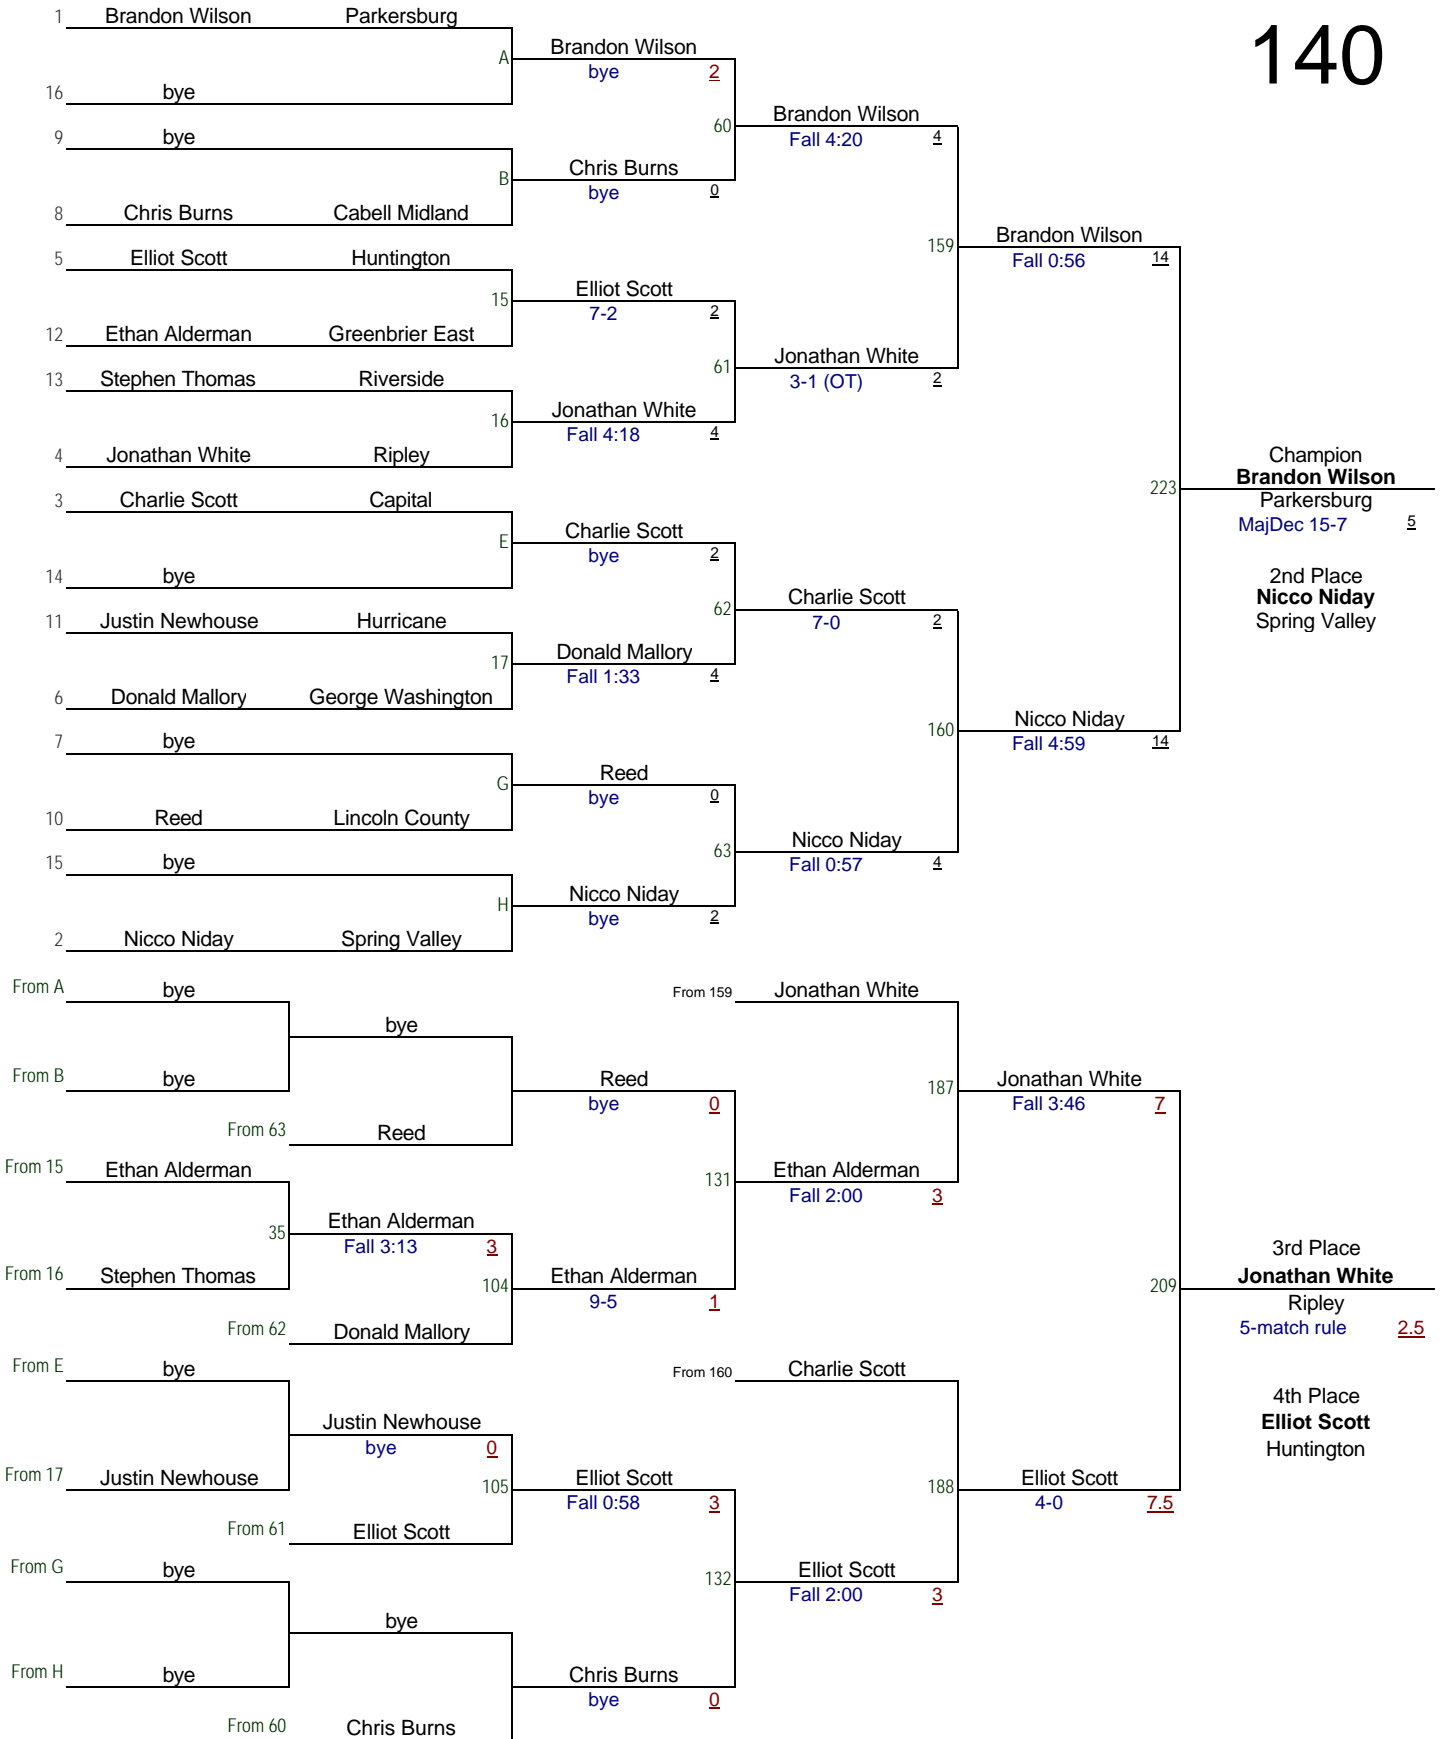 140
1 Brandon Wilson Parkersburg
A Brandon Wilson
bye 2
16 bye
60 Brandon Wilson
Fall 4:20 4
9 bye
B Chris Burns
bye 0
8 Chris Burns Cabell Midland
159 Brandon Wilson
Fall 0:56 14
5 Elliot Scott Huntington
15 Elliot Scott
7-2 2
12 Ethan Alderman Greenbrier East
61 Jonathan White
3-1 (OT) 2
13 Stephen Thomas Riverside
16 Jonathan White
Fall 4:18 4
4 Jonathan White Ripley
223 Champion
Brandon Wilson
Parkersburg
MajDec 15-7 5
2nd Place
Nicco Niday
Spring Valley
3 Charlie Scott Capital
E Charlie Scott
bye 2
14 bye
62 Charlie Scott
7-0 2
11 Justin Newhouse Hurricane
17 Donald Mallory
Fall 1:33 4
6 Donald Mallory George Washington
160 Nicco Niday
Fall 4:59 14
7 bye
G Reed
bye 0
10 Reed Lincoln County
63 Nicco Niday
Fall 0:57 4
15 bye
H Nicco Niday
bye 2
2 Nicco Niday Spring Valley
From A bye
From 159 Jonathan White
bye
From B bye
Reed
bye 0
187 Jonathan White
Fall 3:46 7
From 63 Reed
From 15 Ethan Alderman
131 Ethan Alderman
Fall 2:00 3
35 Ethan Alderman
Fall 3:13 3
From 16 Stephen Thomas
104 Ethan Alderman
9-5 1
From 62 Donald Mallory
209 3rd Place
Jonathan White
Ripley
5-match rule 2.5
4th Place
Elliot Scott
Huntington
From E bye
From 160 Charlie Scott
Justin Newhouse
bye 0
From 17 Justin Newhouse
105 Elliot Scott
Fall 0:58 3
188 Elliot Scott
4-0 7.5
From 61 Elliot Scott
From G bye
132 Elliot Scott
Fall 2:00 3
bye
From H bye
Chris Burns
bye 0
From 60 Chris Burns